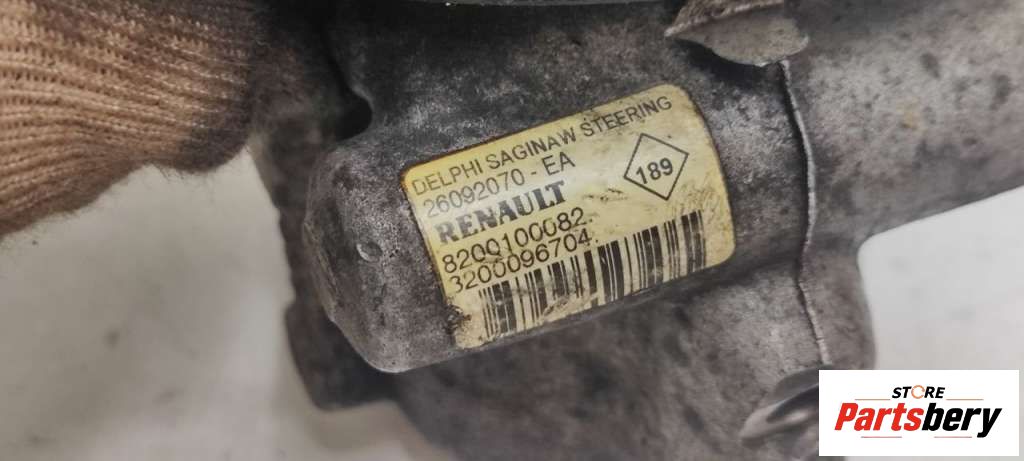 DELPHI SAGINAW STEERING
26092070 - EA
189
RENAULT
8200100082.
3200096704.
STORE
Partsbery